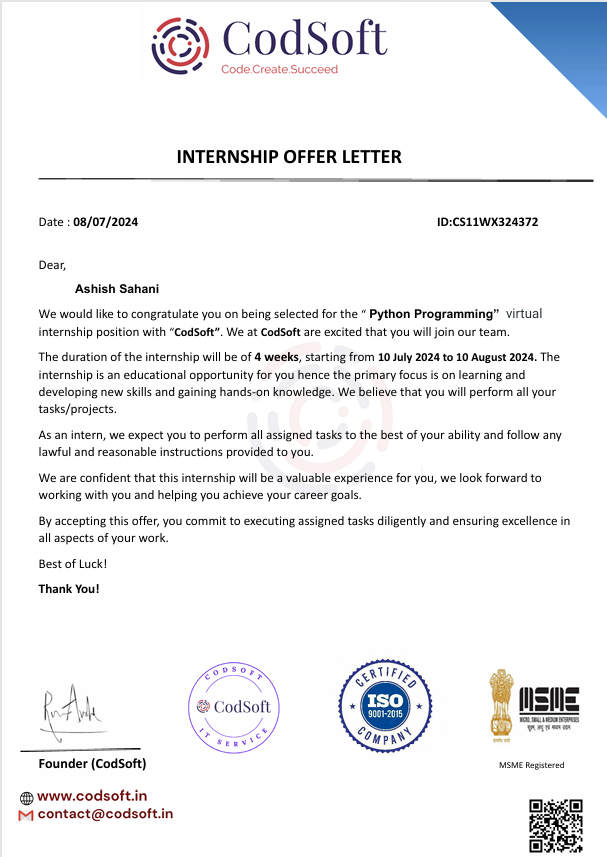 CodSoft
Code.Create.Succeed
INTERNSHIP OFFER LETTER
Date : 08/07/2024 ID:CS11WX324372
Dear,
Ashish Sahani
We would like to congratulate you on being selected for the “ Python Programming” virtual
internship position with “CodSoft”. We at CodSoft are excited that you will join our team.
The duration of the internship will be of 4 weeks, starting from 10 July 2024 to 10 August 2024. The
internship is an educational opportunity for you hence the primary focus is on learning and
developing new skills and gaining hands-on knowledge. We believe that you will perform all your
tasks/projects.
As an intern, we expect you to perform all assigned tasks to the best of your ability and follow any
lawful and reasonable instructions provided to you.
We are confident that this internship will be a valuable experience for you, we look forward to
working with you and helping you achieve your career goals.
By accepting this offer, you commit to executing assigned tasks diligently and ensuring excellence in
all aspects of your work.
Best of Luck!
Thank You!
CODSOFT
CodSoft
IT SERVICE
CERTIFIED
ISO
9001-2015
COMPANY
MSME
MICRO, SMALL & MEDIUM ENTERPRISES
सूक्ष्म, लघु एवं मध्यम उद्यम
Founder (CodSoft)
MSME Registered
www.codsoft.in
contact@codsoft.in